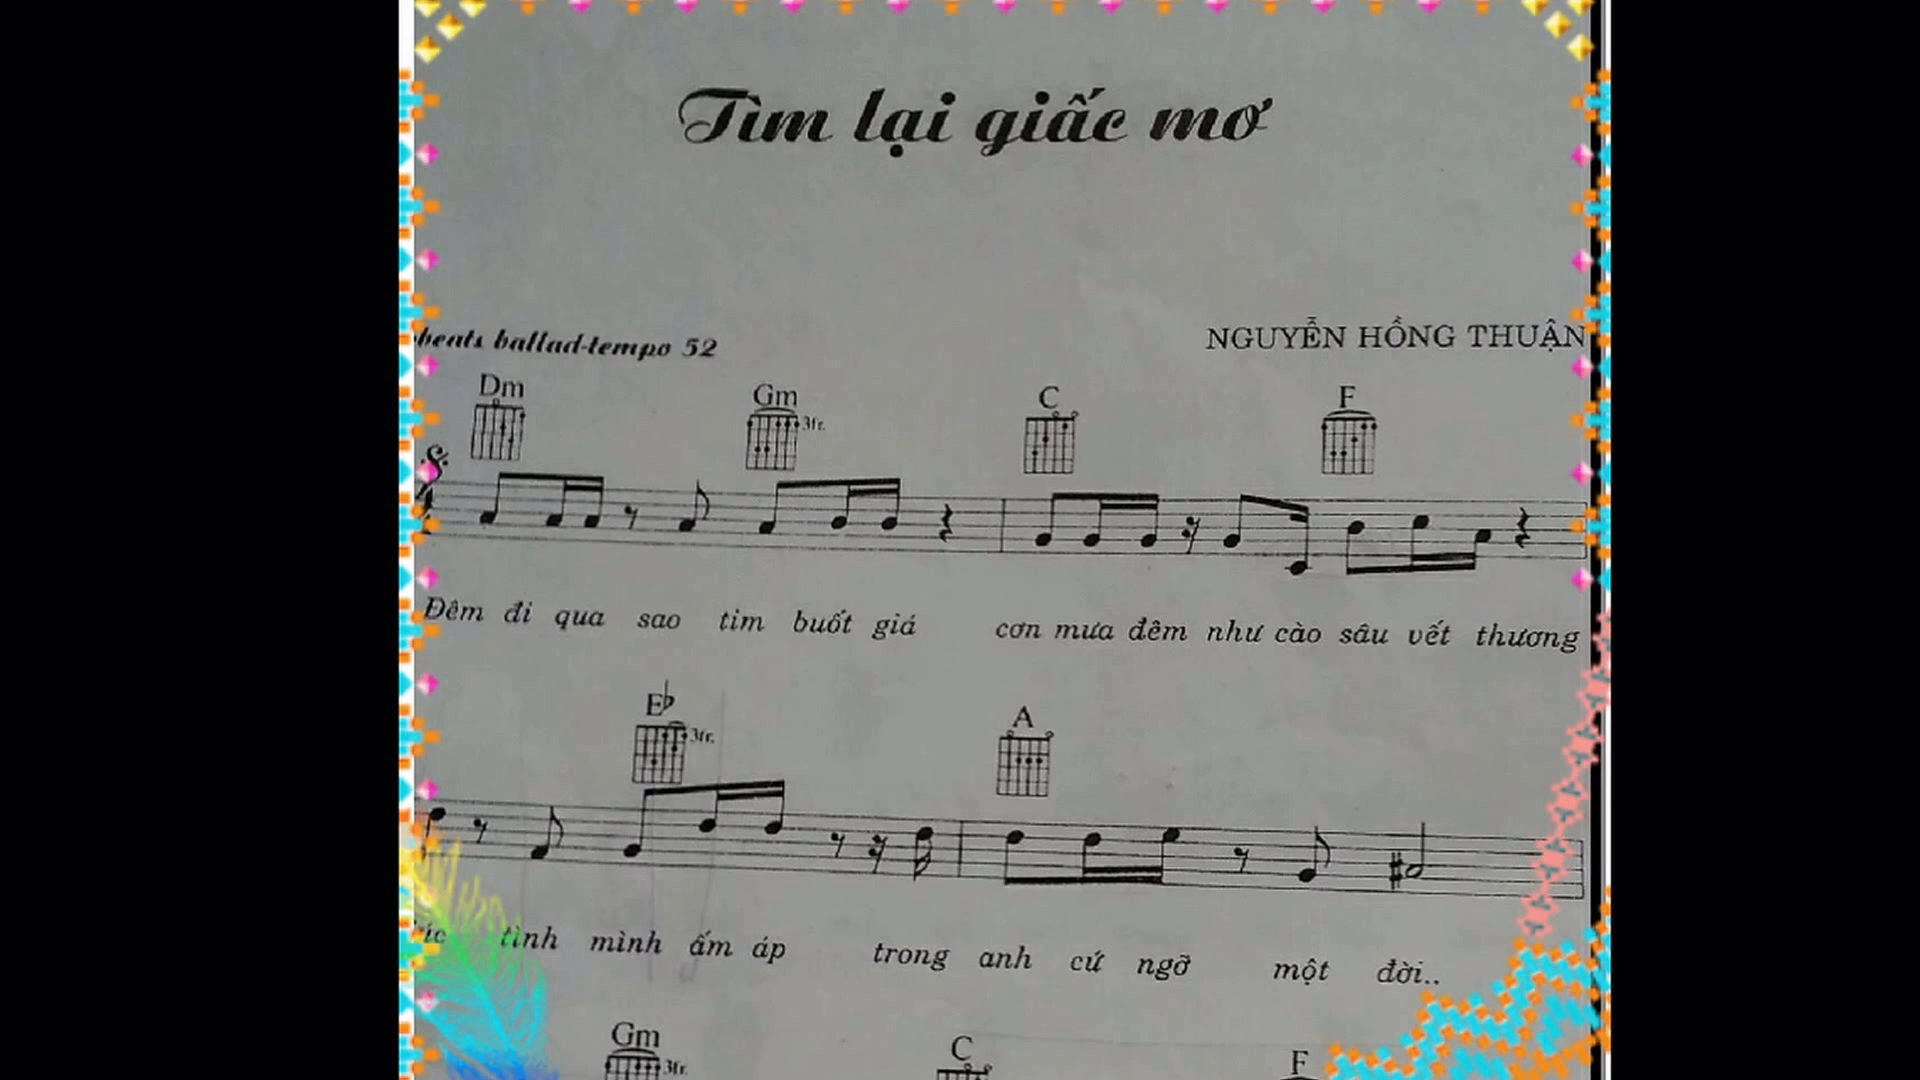 Tìm lại giấc mơ
beats ballad-tempo 52
NGUYỄN HỒNG THUẬN
Dm Gm 3fr. C F
Đêm đi qua sao tim buốt giá cơn mưa đêm như cào sâu vết thương
E♭ 3fr. A
tình mình ấm áp trong anh cứ ngỡ một đời..
Gm 3fr. C F